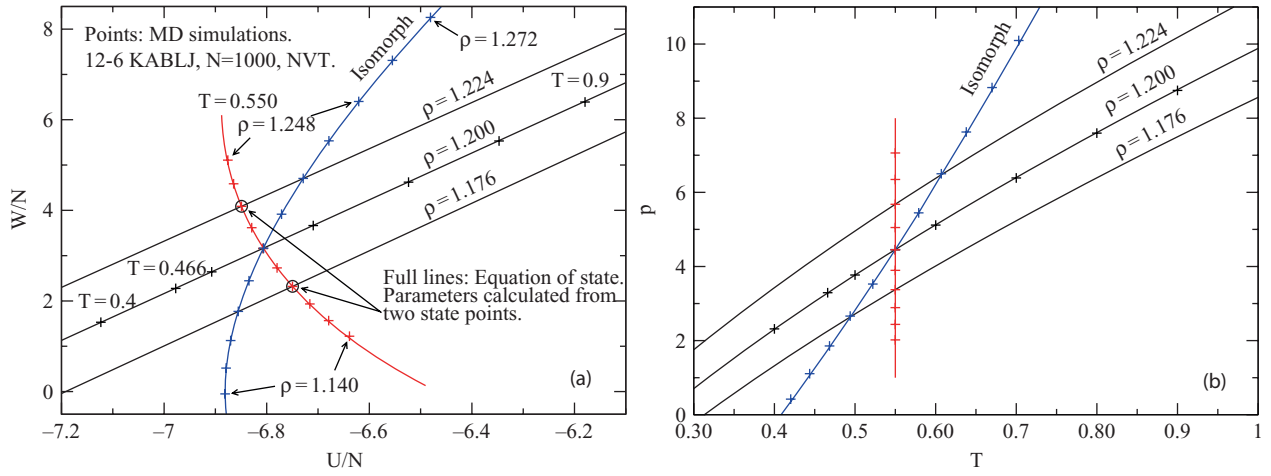 Points: MD simulations.
12-6 KABLJ, N=1000, NVT.
Isomorph
ρ = 1.272
T = 0.550
ρ = 1.248
ρ = 1.224
T = 0.9
ρ = 1.200
ρ = 1.176
T = 0.466
T = 0.4
Full lines: Equation of state.
Parameters calculated from
two state points.
ρ = 1.140
(a)
8
6
4
2
0
W/N
−7.2
−7
−6.8
−6.6
−6.4
−6.2
U/N
Isomorph
ρ = 1.224
ρ = 1.200
ρ = 1.176
(b)
10
8
6
4
2
0
p
0.30
0.4
0.5
0.6
0.7
0.8
0.9
1
T